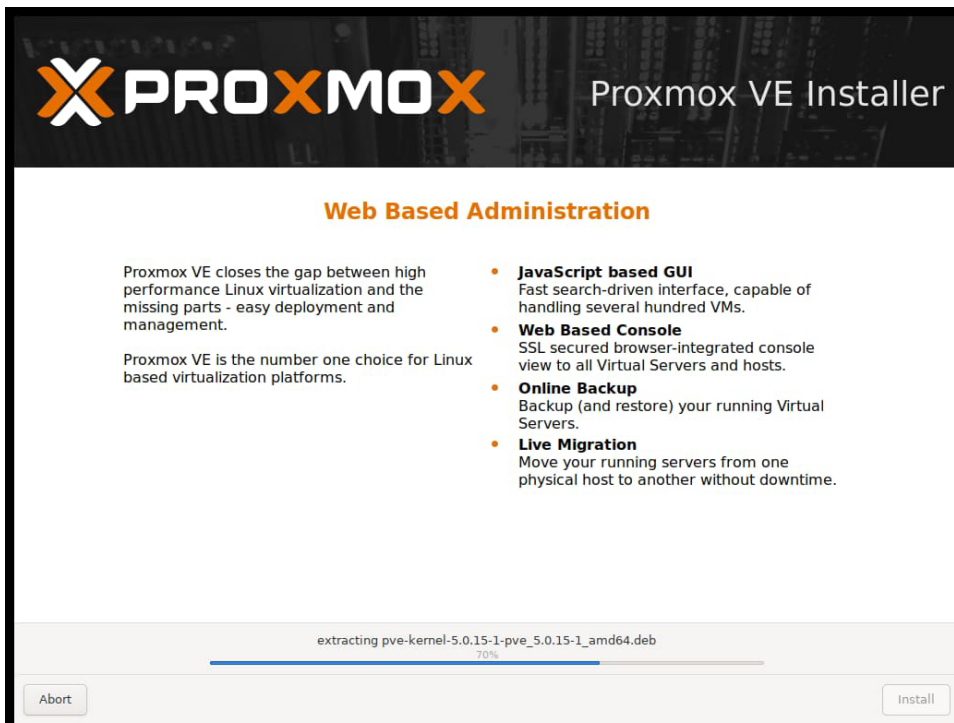 PROXMOX
Proxmox VE Installer
Web Based Administration
Proxmox VE closes the gap between high
performance Linux virtualization and the
missing parts - easy deployment and
management.
Proxmox VE is the number one choice for Linux
based virtualization platforms.
JavaScript based GUI
Fast search-driven interface, capable of
handling several hundred VMs.
Web Based Console
SSL secured browser-integrated console
view to all Virtual Servers and hosts.
Online Backup
Backup (and restore) your running Virtual
Servers.
Live Migration
Move your running servers from one
physical host to another without downtime.
extracting pve-kernel-5.0.15-1-pve_5.0.15-1_amd64.deb
70%
Abort
Install